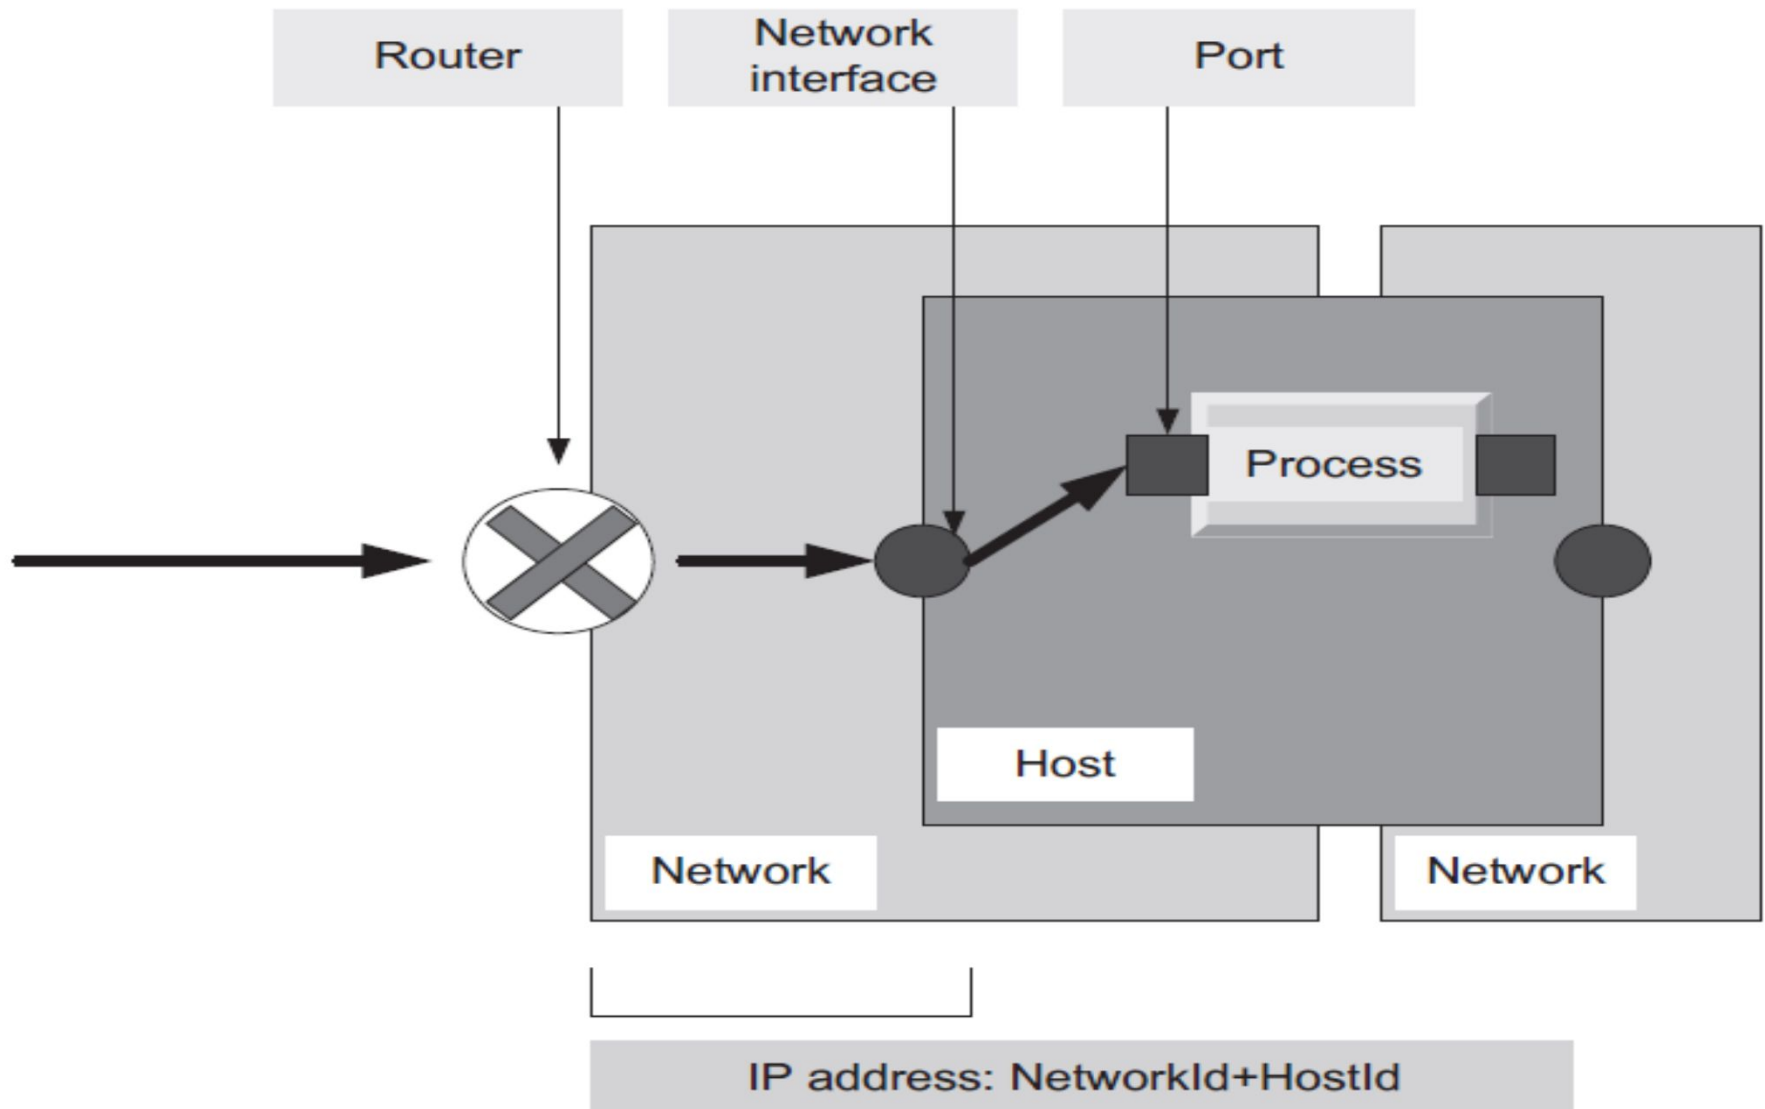 Router
Network
interface
Port
Process
Host
Network
Network
IP address: NetworkId+HostId